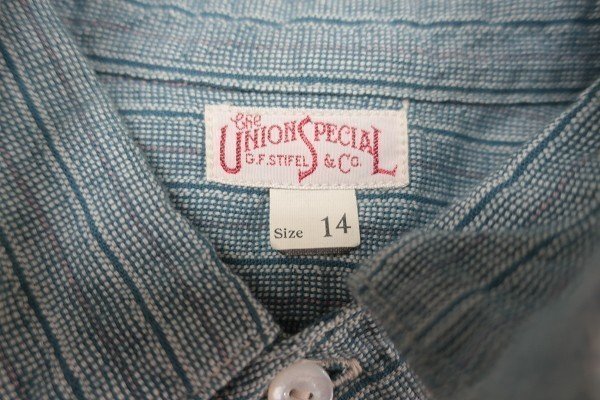 The
UNION SPECIAL
G.F. STIFEL & CO.
Size 14